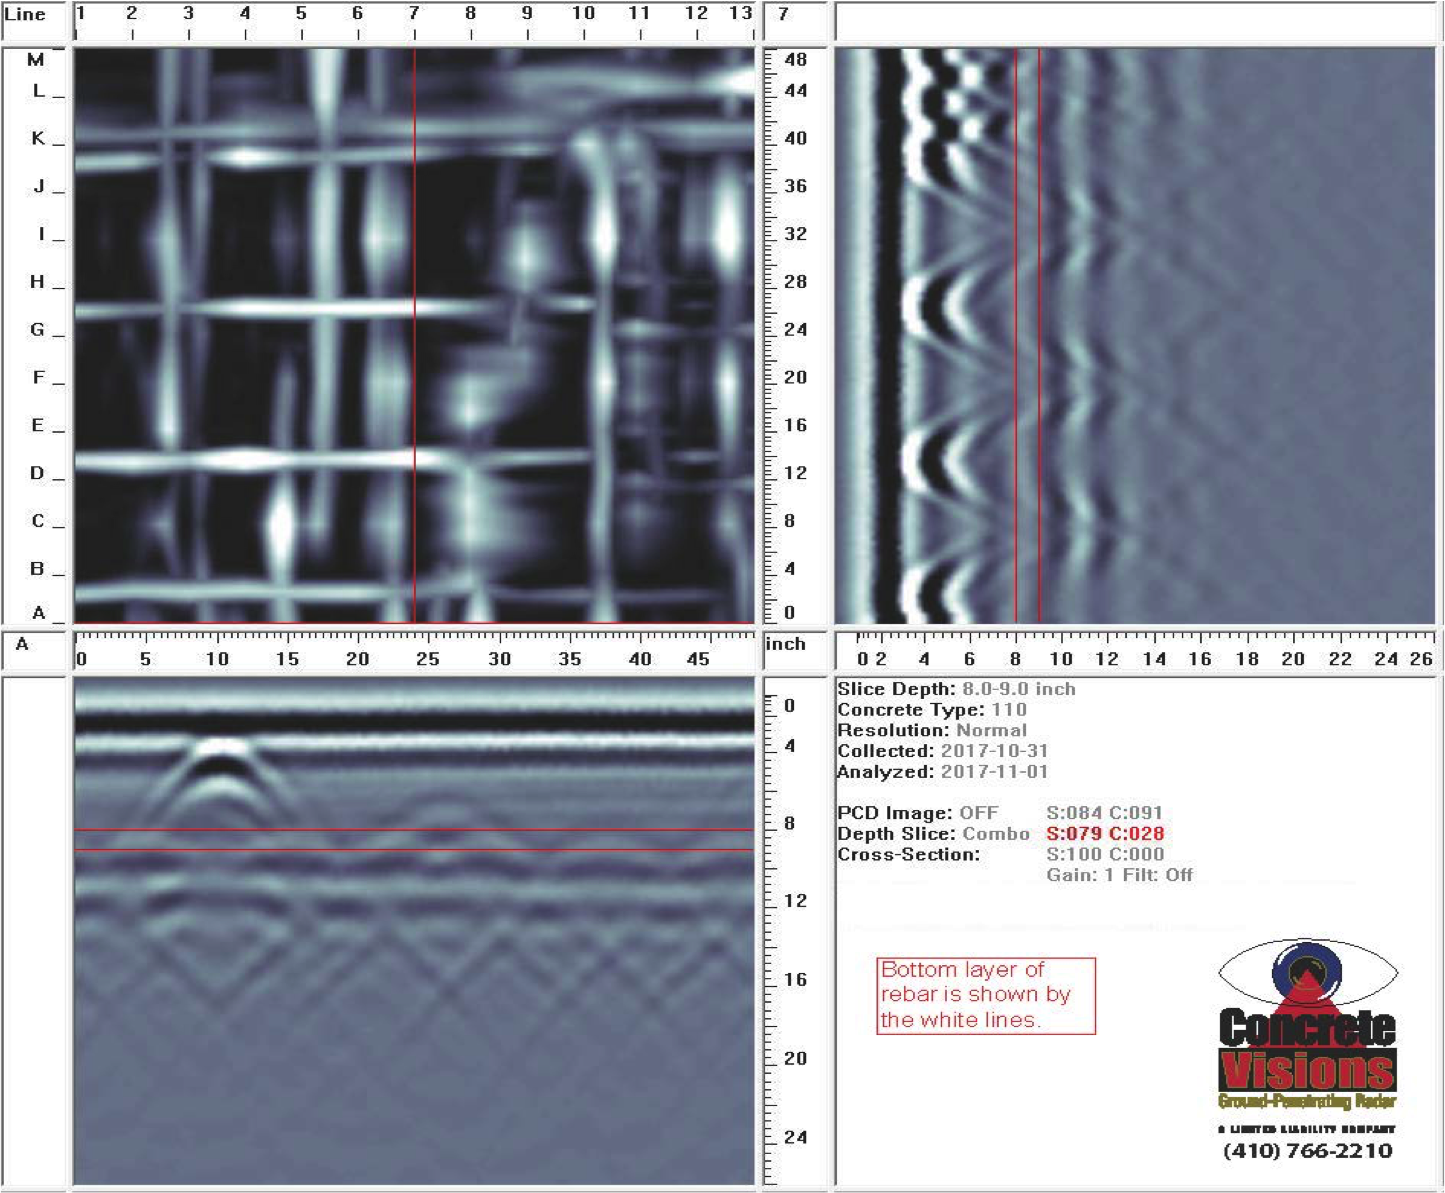 Line 1 2 3 4 5 6 7 8 9 10 11 12 13 7
M
L
K
J
I
H
G
F
E
D
C
B
A
48
44
40
36
32
28
24
20
16
12
8
4
0
A 0 5 10 15 20 25 30 35 40 45 inch 0 2 4 6 8 10 12 14 16 18 20 22 24 26
0
4
8
12
16
20
24
Slice Depth: 8.0-9.0 inch
Concrete Type: 110
Resolution: Normal
Collected: 2017-10-31
Analyzed: 2017-11-01
PCD Image: OFF S:084 C:091
Depth Slice: Combo S:079 C:028
Cross-Section: S:100 C:000
Gain: 1 Filt: Off
Bottom layer of
rebar is shown by
the white lines.
Concrete
Visions
Ground-Penetrating Radar
A LIMITED LIABILITY COMPANY
(410) 766-2210